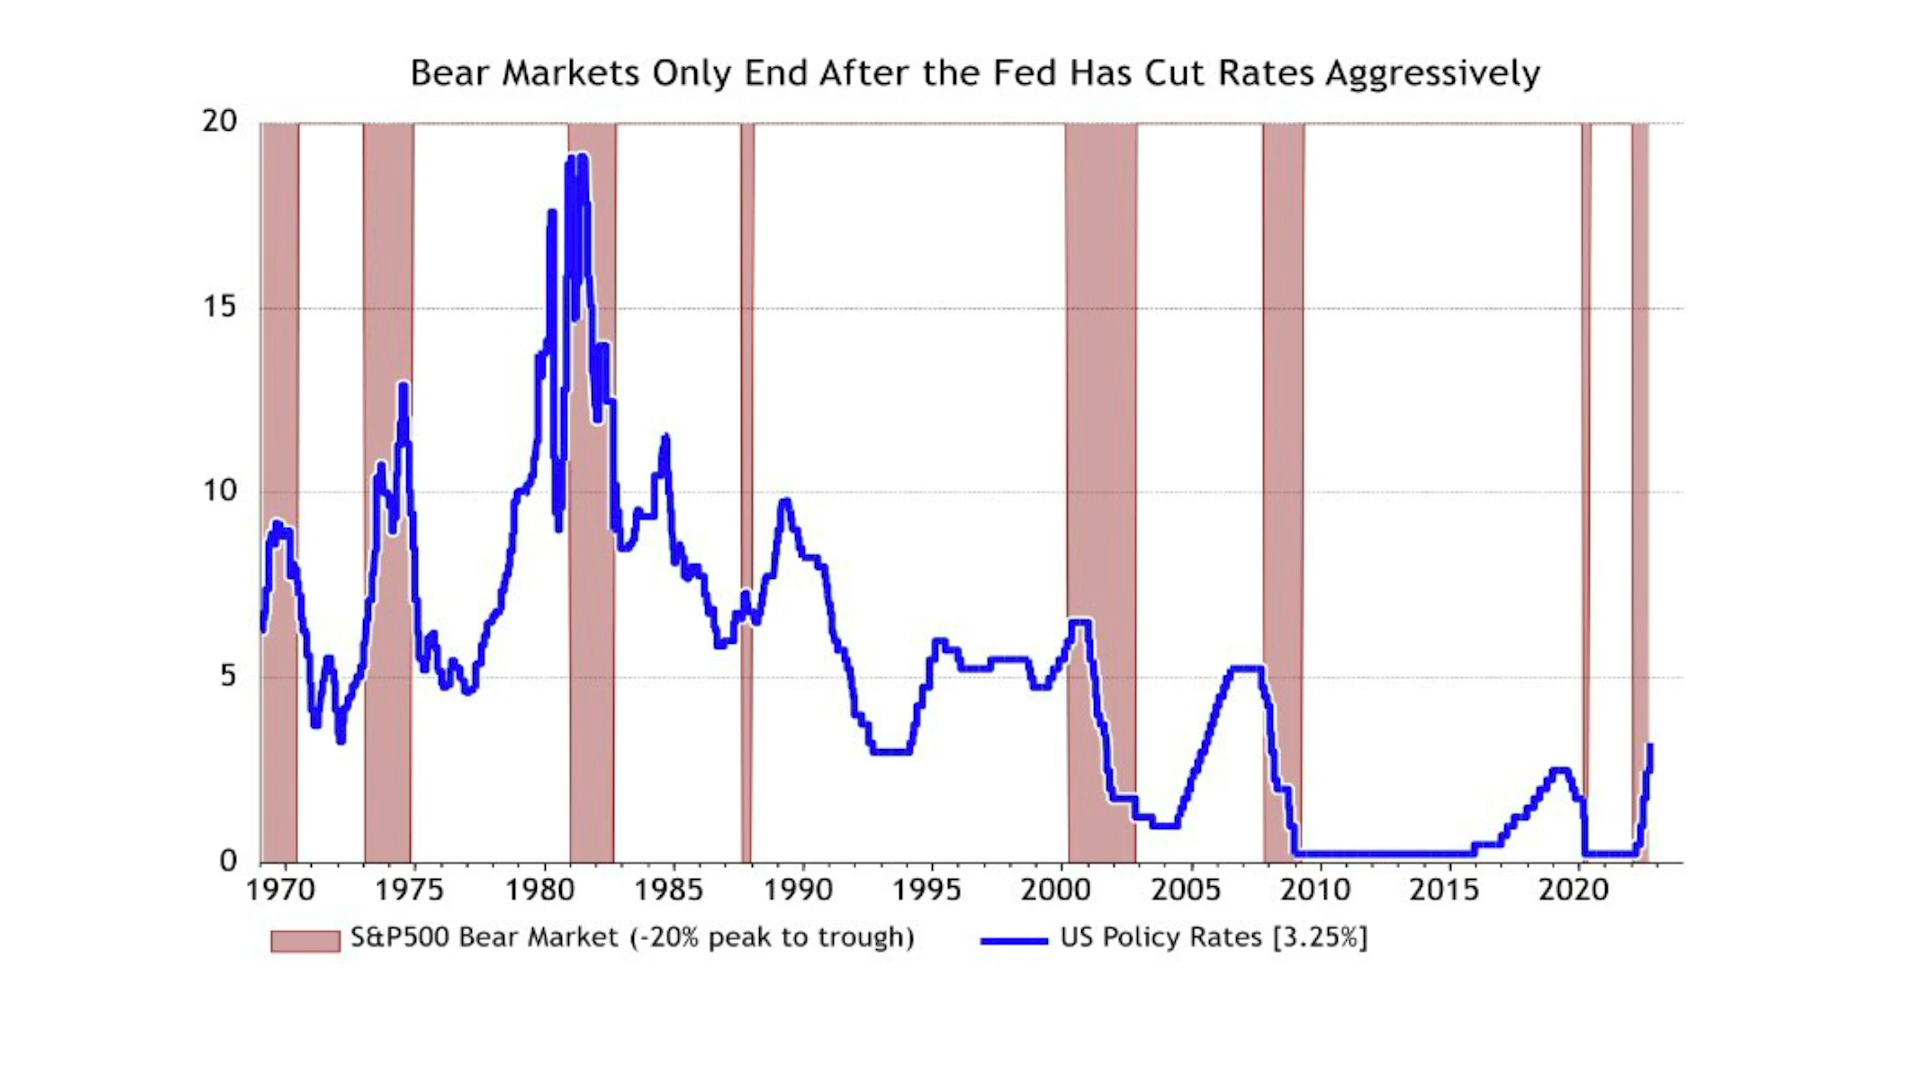 Bear Markets Only End After the Fed Has Cut Rates Aggressively
20
15
10
5
0
1970 1975 1980 1985 1990 1995 2000 2005 2010 2015 2020
S&P500 Bear Market (-20% peak to trough) US Policy Rates [3.25%]